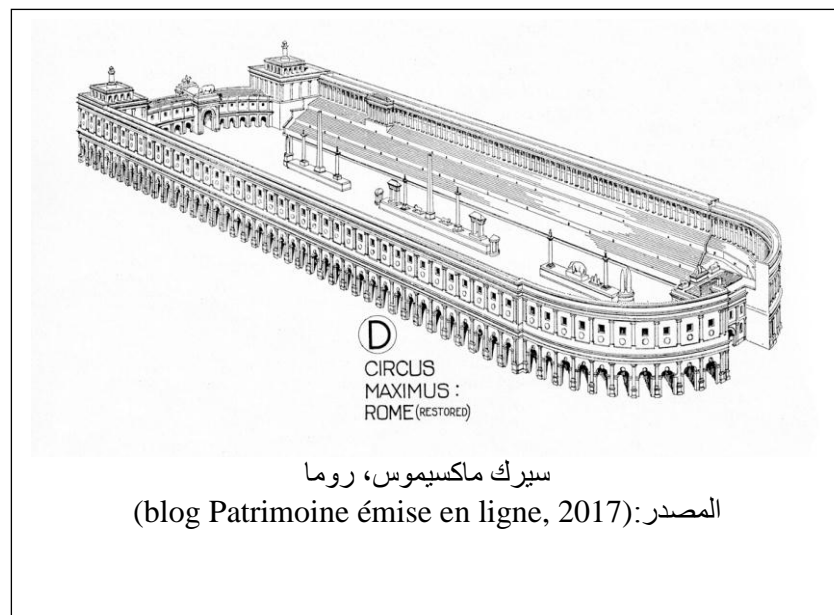 D
CIRCUS
MAXIMUS :
ROME (RESTORED)
سيرك ماكسيموس، روما
المصدر:(blog Patrimoine émise en ligne, 2017)